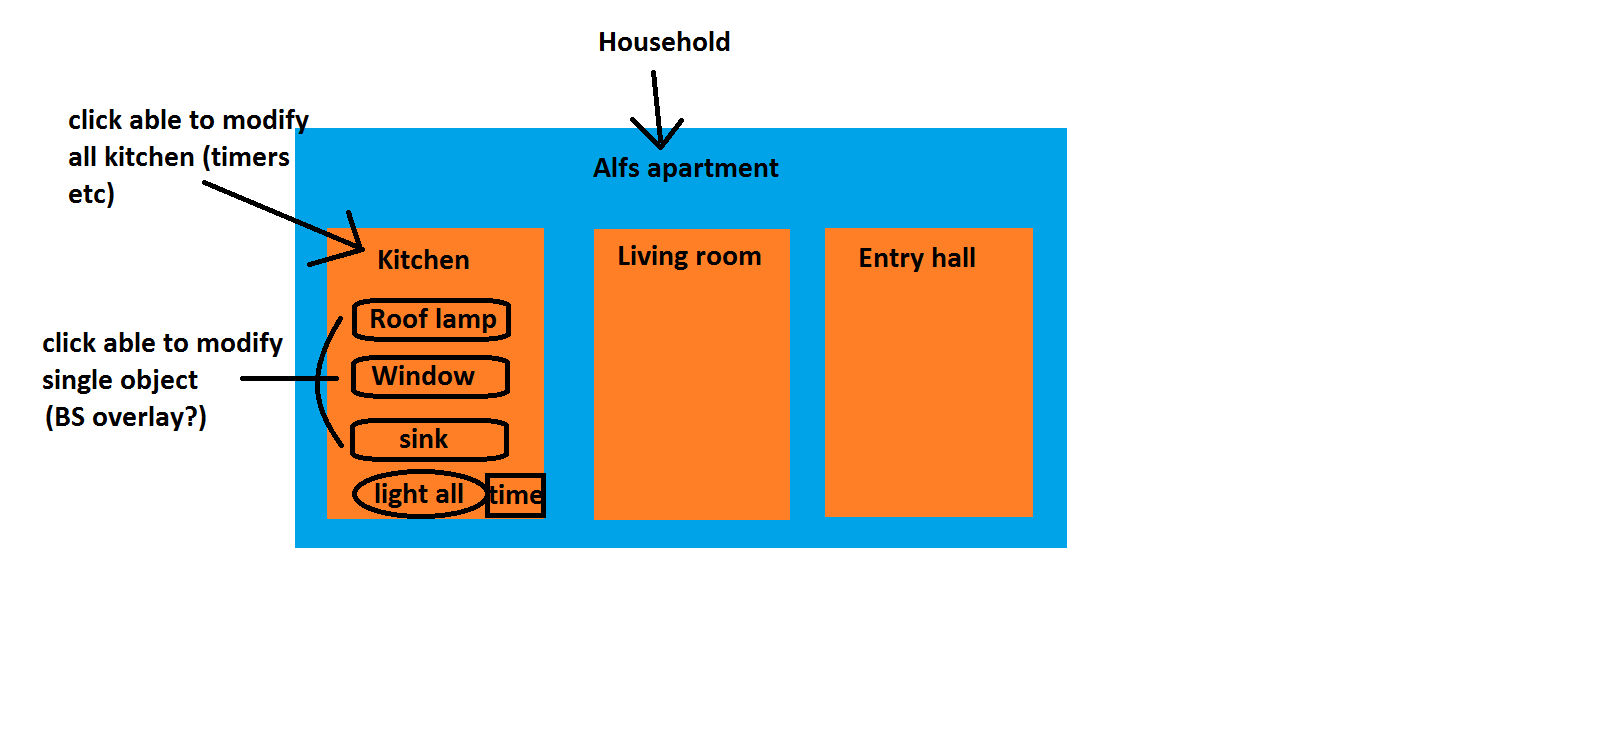 Household
click able to modify
all kitchen (timers
etc)
Alfs apartment
Kitchen
Living room
Entry hall
Roof lamp
click able to modify
single object
(BS overlay?)
Window
sink
light all
time